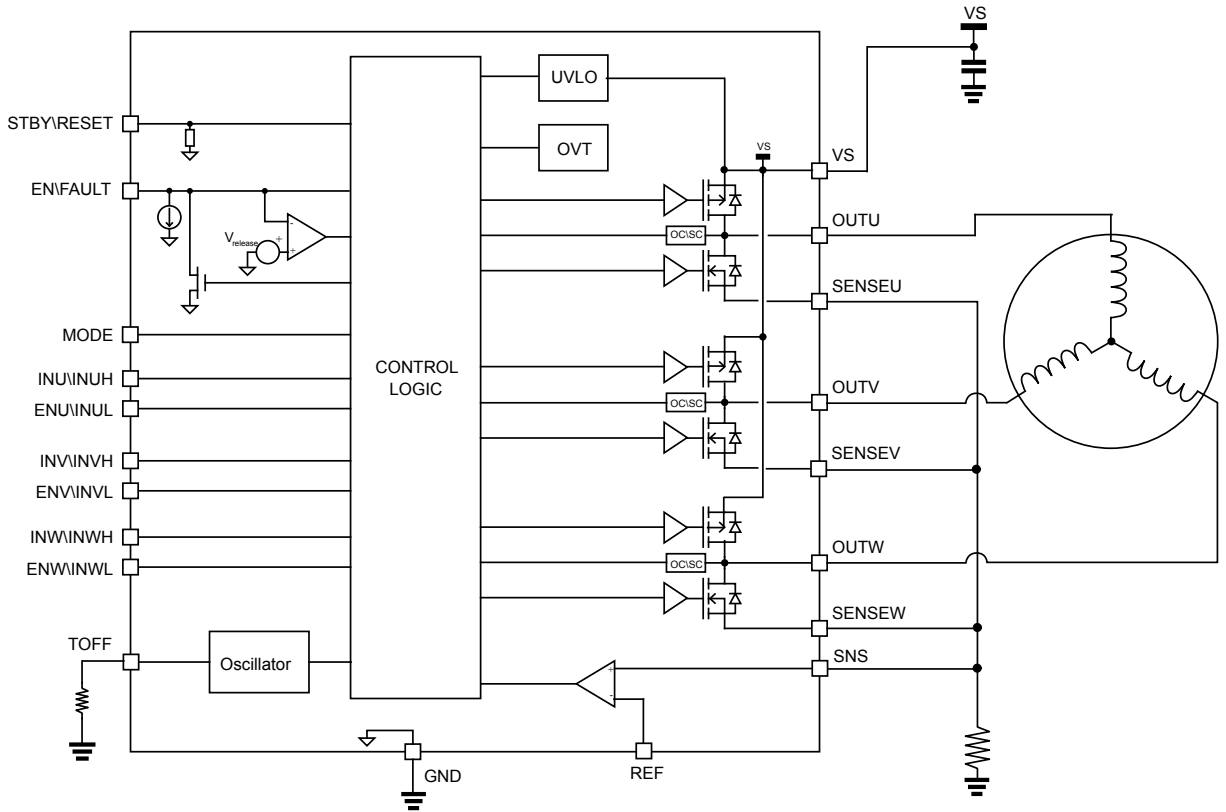 VS
UVLO
STBY\RESET
OVT
VS
VS
EN\FAULT
OC\SC
OUTU
Vrelease
+
-
+
SENSEU
MODE
CONTROL
LOGIC
INU\INUH
OC\SC
OUTV
ENU\INUL
SENSEV
INV\INVH
ENV\INVL
INW\INWH
OUTW
OC\SC
ENW\INWL
SENSEW
TOFF
Oscillator
SNS
+
-
GND
REF